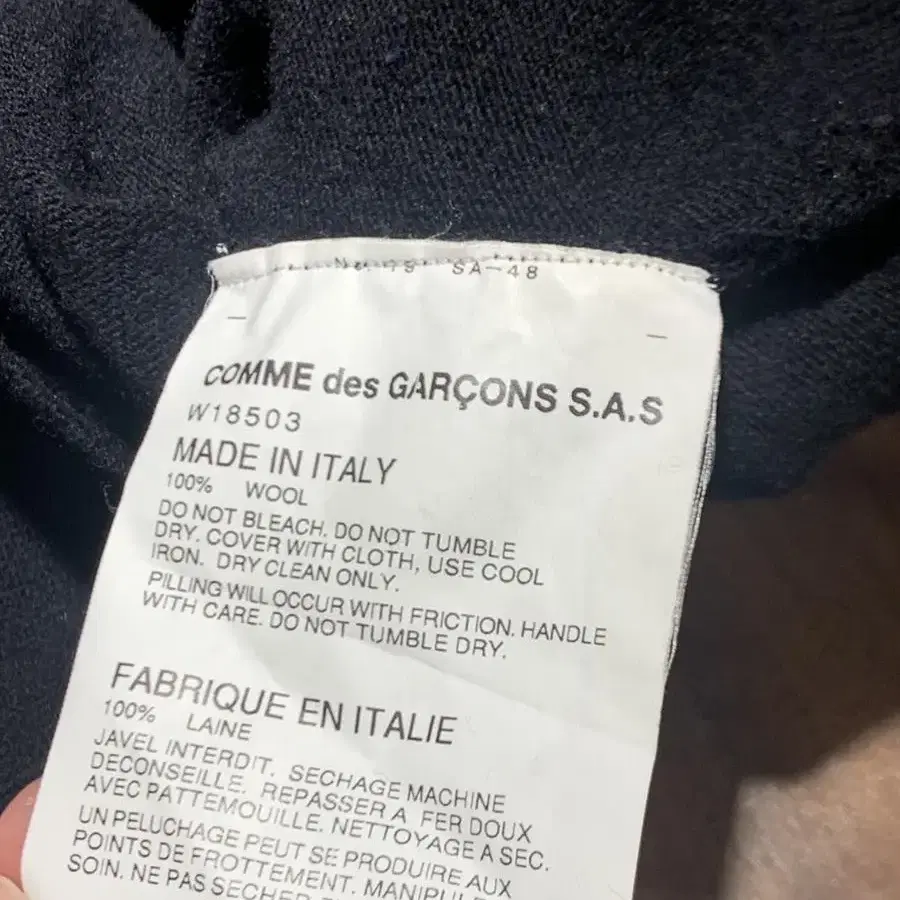 SA-48
COMME des GARÇONS S.A.S
W18503
MADE IN ITALY
100% WOOL
DO NOT BLEACH. DO NOT TUMBLE
DRY. COVER WITH CLOTH, USE COOL
IRON. DRY CLEAN ONLY.
PILLING WILL OCCUR WITH FRICTION. HANDLE
WITH CARE. DO NOT TUMBLE DRY.
FABRIQUE EN ITALIE
100% LAINE
JAVEL INTERDIT. SECHAGE MACHINE
DECONSEILLE. REPASSER A FER DOUX
AVEC PATTEMOUILLE. NETTOYAGE A SEC.
UN PELUCHAGE PEUT SE PRODUIRE AUX
POINTS DE FROTTEMENT.
SOIN. NE PAS